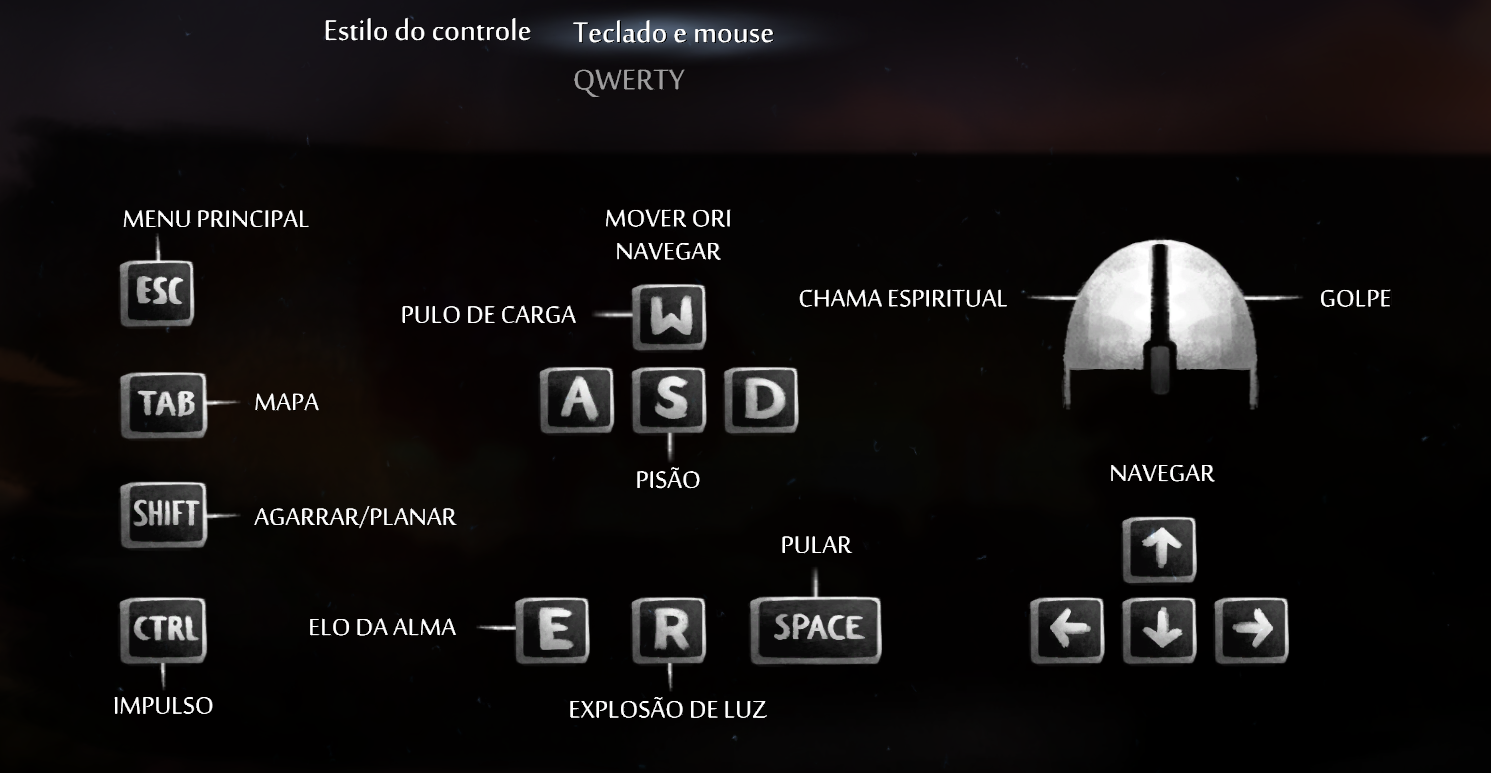 Estilo do controle
Teclado e mouse
QWERTY
MENU PRINCIPAL
ESC
TAB
MAPA
SHIFT
AGARRAR/PLANAR
CTRL
IMPULSO
MOVER ORI
NAVEGAR
PULO DE CARGA
W
A
S
D
PISÃO
ELO DA ALMA
E
R
EXPLOSÃO DE LUZ
PULAR
SPACE
CHAMA ESPIRITUAL
GOLPE
NAVEGAR
↑
← ↓ →